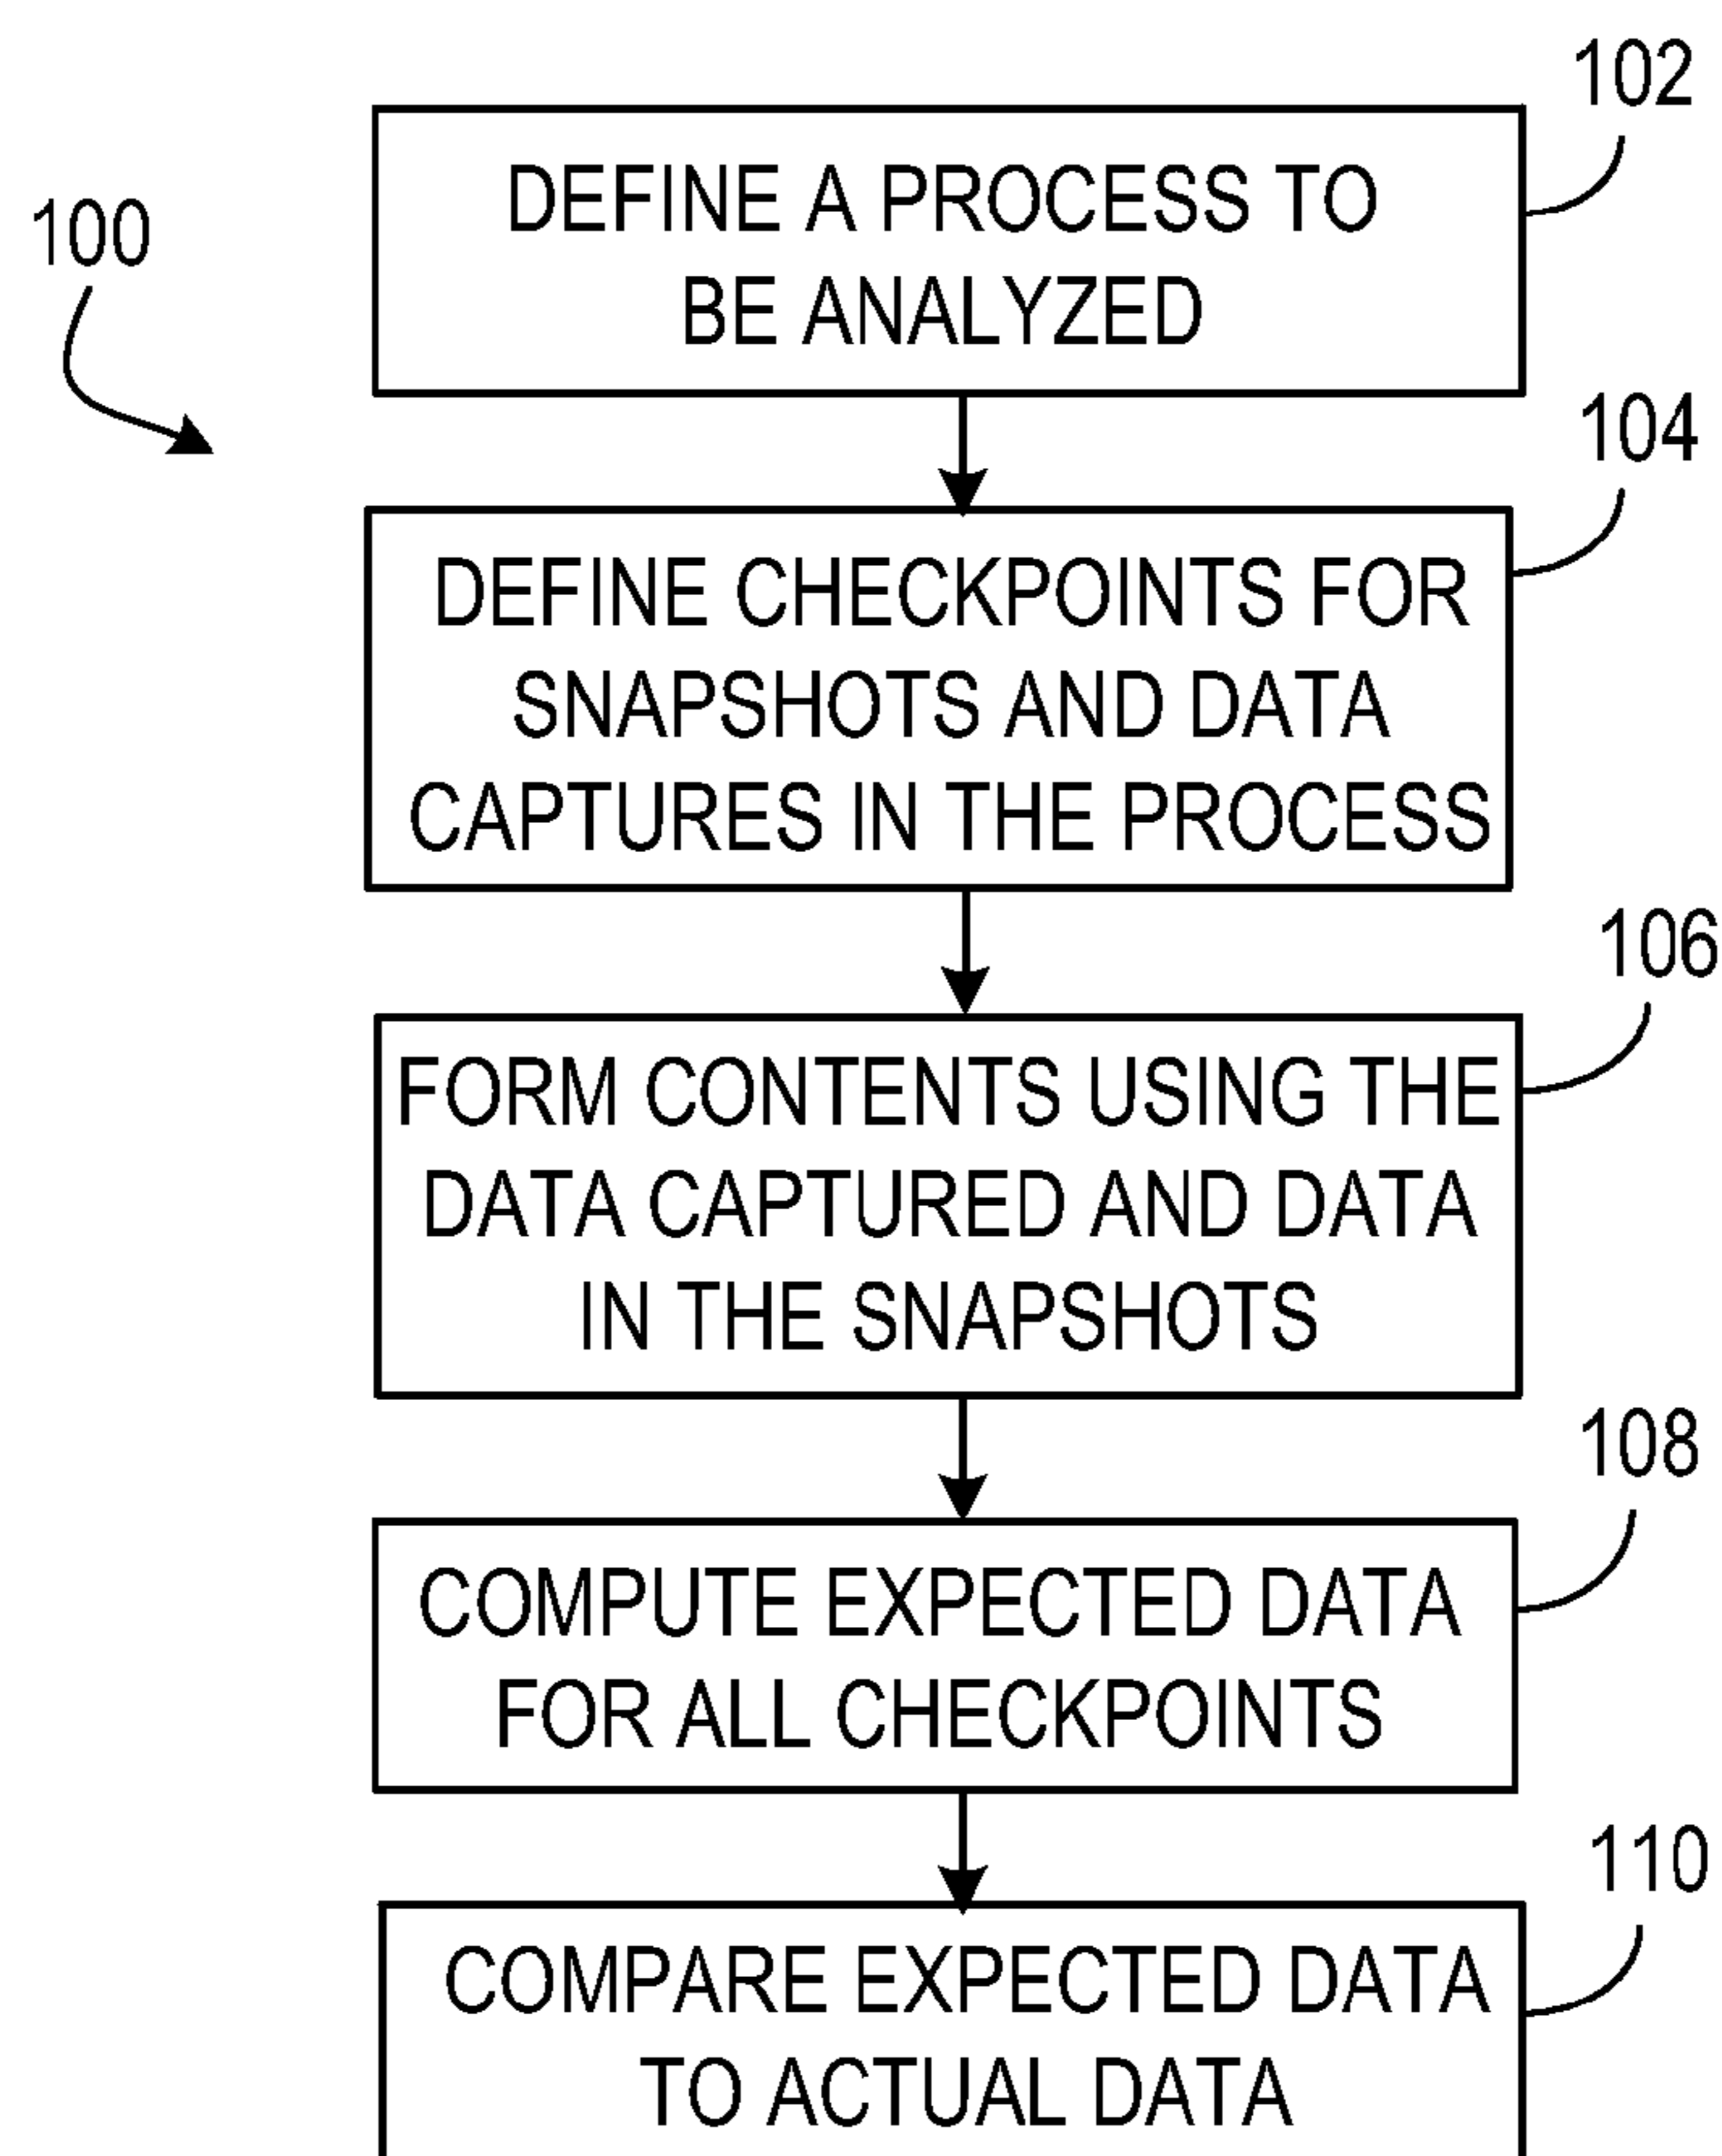 102
DEFINE A PROCESS TO
BE ANALYZED
100
104
DEFINE CHECKPOINTS FOR
SNAPSHOTS AND DATA
CAPTURES IN THE PROCESS
106
FORM CONTENTS USING THE
DATA CAPTURED AND DATA
IN THE SNAPSHOTS
108
COMPUTE EXPECTED DATA
FOR ALL CHECKPOINTS
110
COMPARE EXPECTED DATA
TO ACTUAL DATA